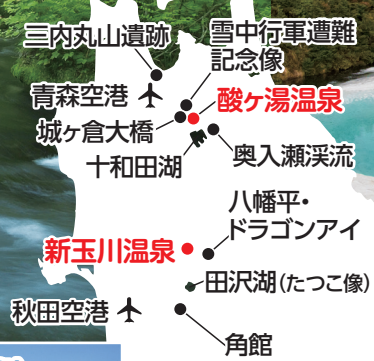 三内丸山遺跡
雪中行軍遭難
記念像
青森空港
酸ヶ湯温泉
城ヶ倉大橋
十和田湖
奥入瀬渓流
八幡平・
ドラゴンアイ
新玉川温泉
田沢湖(たつこ像)
秋田空港
角館